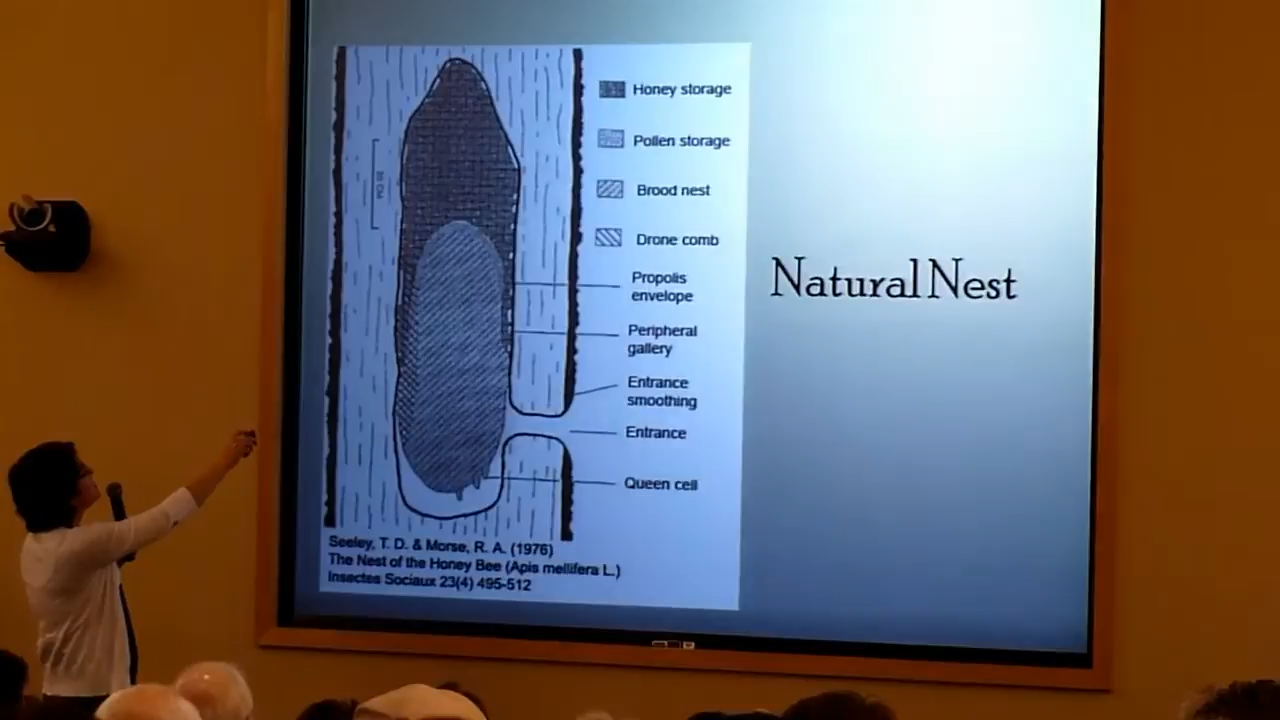 Honey storage
Pollen storage
Brood nest
Drone comb
Propolis
envelope
Peripheral
gallery
Entrance
smoothing
Entrance
Queen cell
Natural Nest
Seeley, T. D. & Morse, R. A. (1976)
The Nest of the Honey Bee (Apis mellifera L.)
Insectes Sociaux 23(4) 495-512